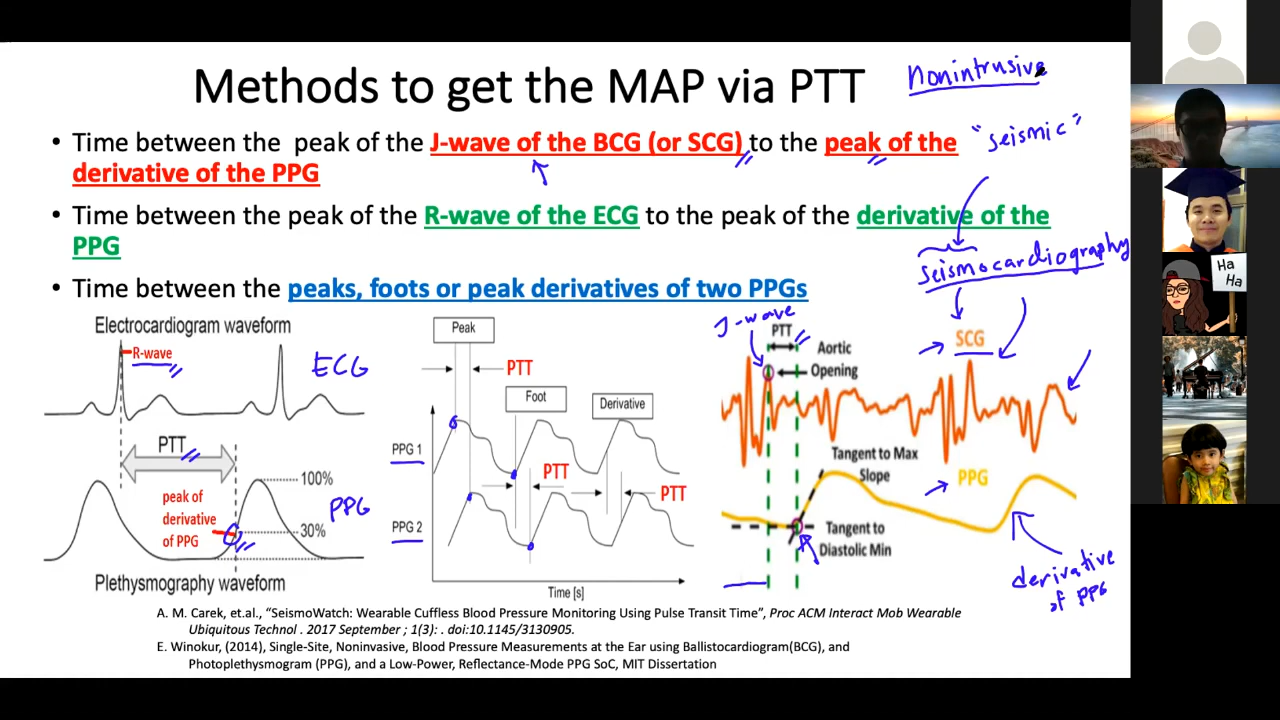 Methods to get the MAP via PTT
nonintrusive
• Time between the peak of the J-wave of the BCG (or SCG) to the peak of the
derivative of the PPG
"seismic"
• Time between the peak of the R-wave of the ECG to the peak of the derivative of the
PPG
seismocardiography
• Time between the peaks, foots or peak derivatives of two PPGs
Electrocardiogram waveform
R-wave
ECG
PTT
peak of
derivative
of PPG
100%
30%
PPG
Plethysmography waveform
Peak
PTT
Foot
Derivative
PPG 1
PTT
PTT
PPG 2
Time [s]
J-wave
PTT
Aortic
Opening
SCG
Tangent to Max
Slope
PPG
Tangent to
Diastolic Min
derivative
of PPG
A. M. Carek, et.al., “SeismoWatch: Wearable Cuffless Blood Pressure Monitoring Using Pulse Transit Time”, Proc ACM Interact Mob Wearable
Ubiquitous Technol . 2017 September ; 1(3): . doi:10.1145/3130905.
E. Winokur, (2014), Single-Site, Noninvasive, Blood Pressure Measurements at the Ear using Ballistocardiogram(BCG), and
Photoplethysmogram (PPG), and a Low-Power, Reflectance-Mode PPG SoC, MIT Dissertation
Ha
Ha